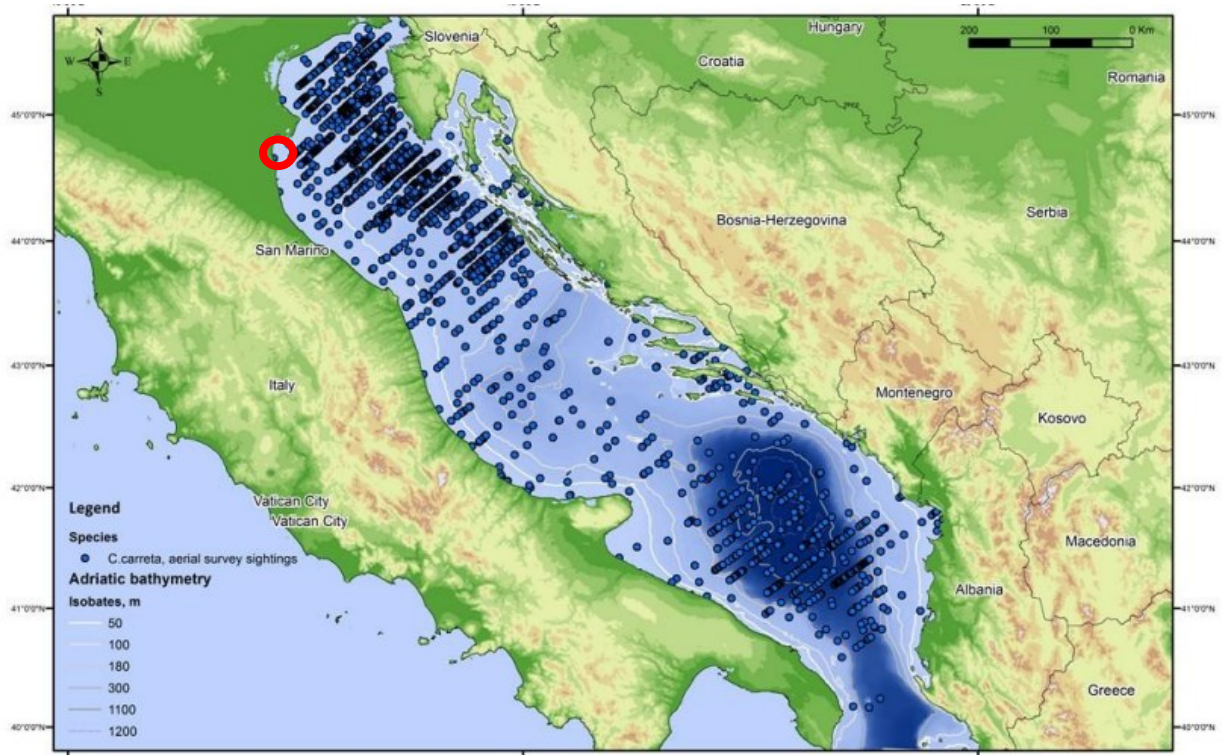 Slovenia
Hungary
200 100 0 Km
N
W E
S
Croatia
Romania
45°0'0"N
45°0'0"N
Bosnia-Herzegovina
Serbia
44°0'0"N
San Marino
44°0'0"N
43°0'0"N
43°0'0"N
Italy
Montenegro
Kosovo
42°0'0"N
Vatican City
42°0'0"N
Legend
Vatican City
Species
C.carreta, aerial survey sightings
Macedonia
Adriatic bathymetry
Isobates, m
Albania
41°0'0"N
50
100
180
300
Greece
1100
1200
40°0'0"N
41°0'0"N
40°0'0"N